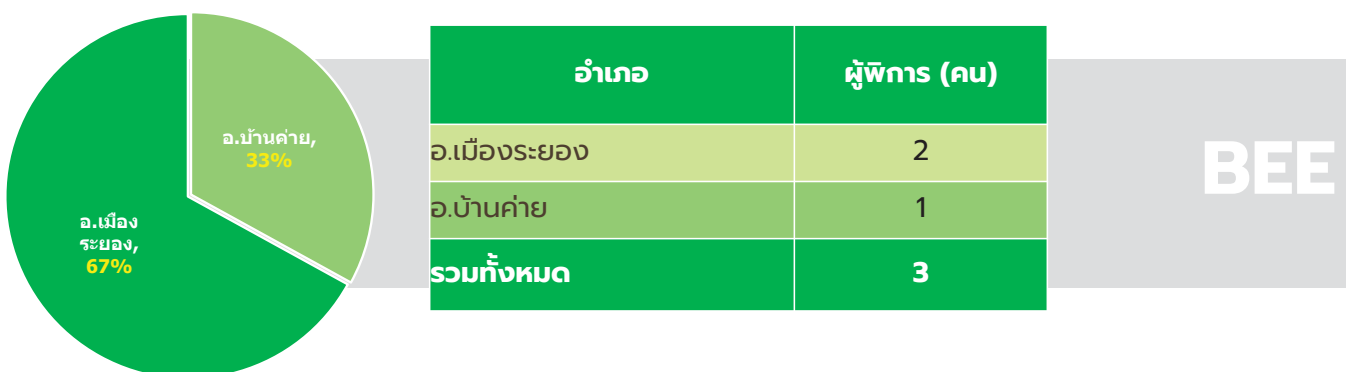 อ.บ้านค่าย,
33%
อ.เมือง
ระยอง,
67%
อำเภอ ผู้พิการ (คน)
อ.เมืองระยอง 2
อ.บ้านค่าย 1
รวมทั้งหมด 3
BEE